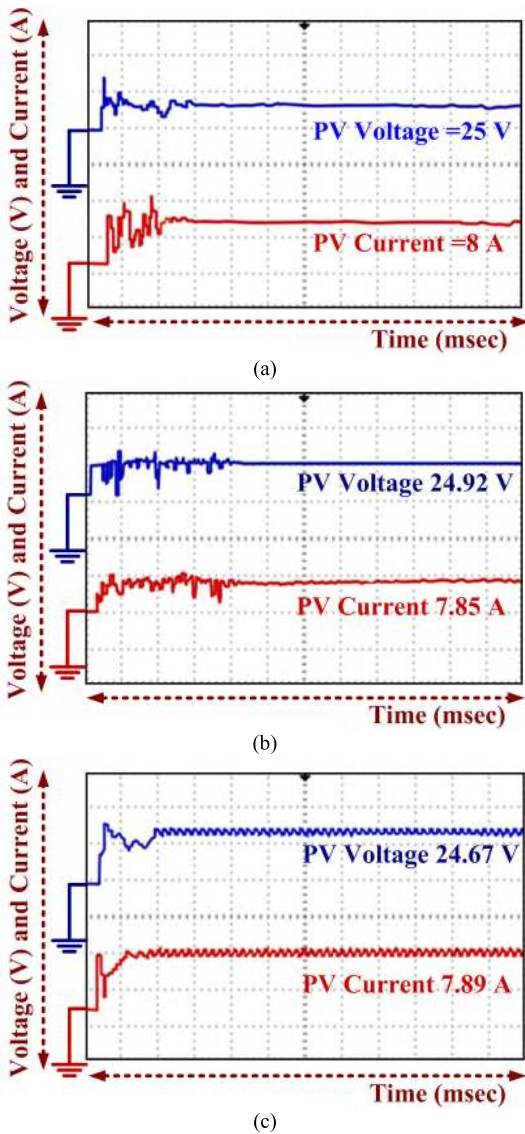 Voltage (V) and Current (A)
PV Voltage =25 V
PV Current =8 A
Time (msec)
(a)
Voltage (V) and Current (A)
PV Voltage 24.92 V
PV Current 7.85 A
Time (msec)
(b)
Voltage (V) and Current (A)
PV Voltage 24.67 V
PV Current 7.89 A
Time (msec)
(c)